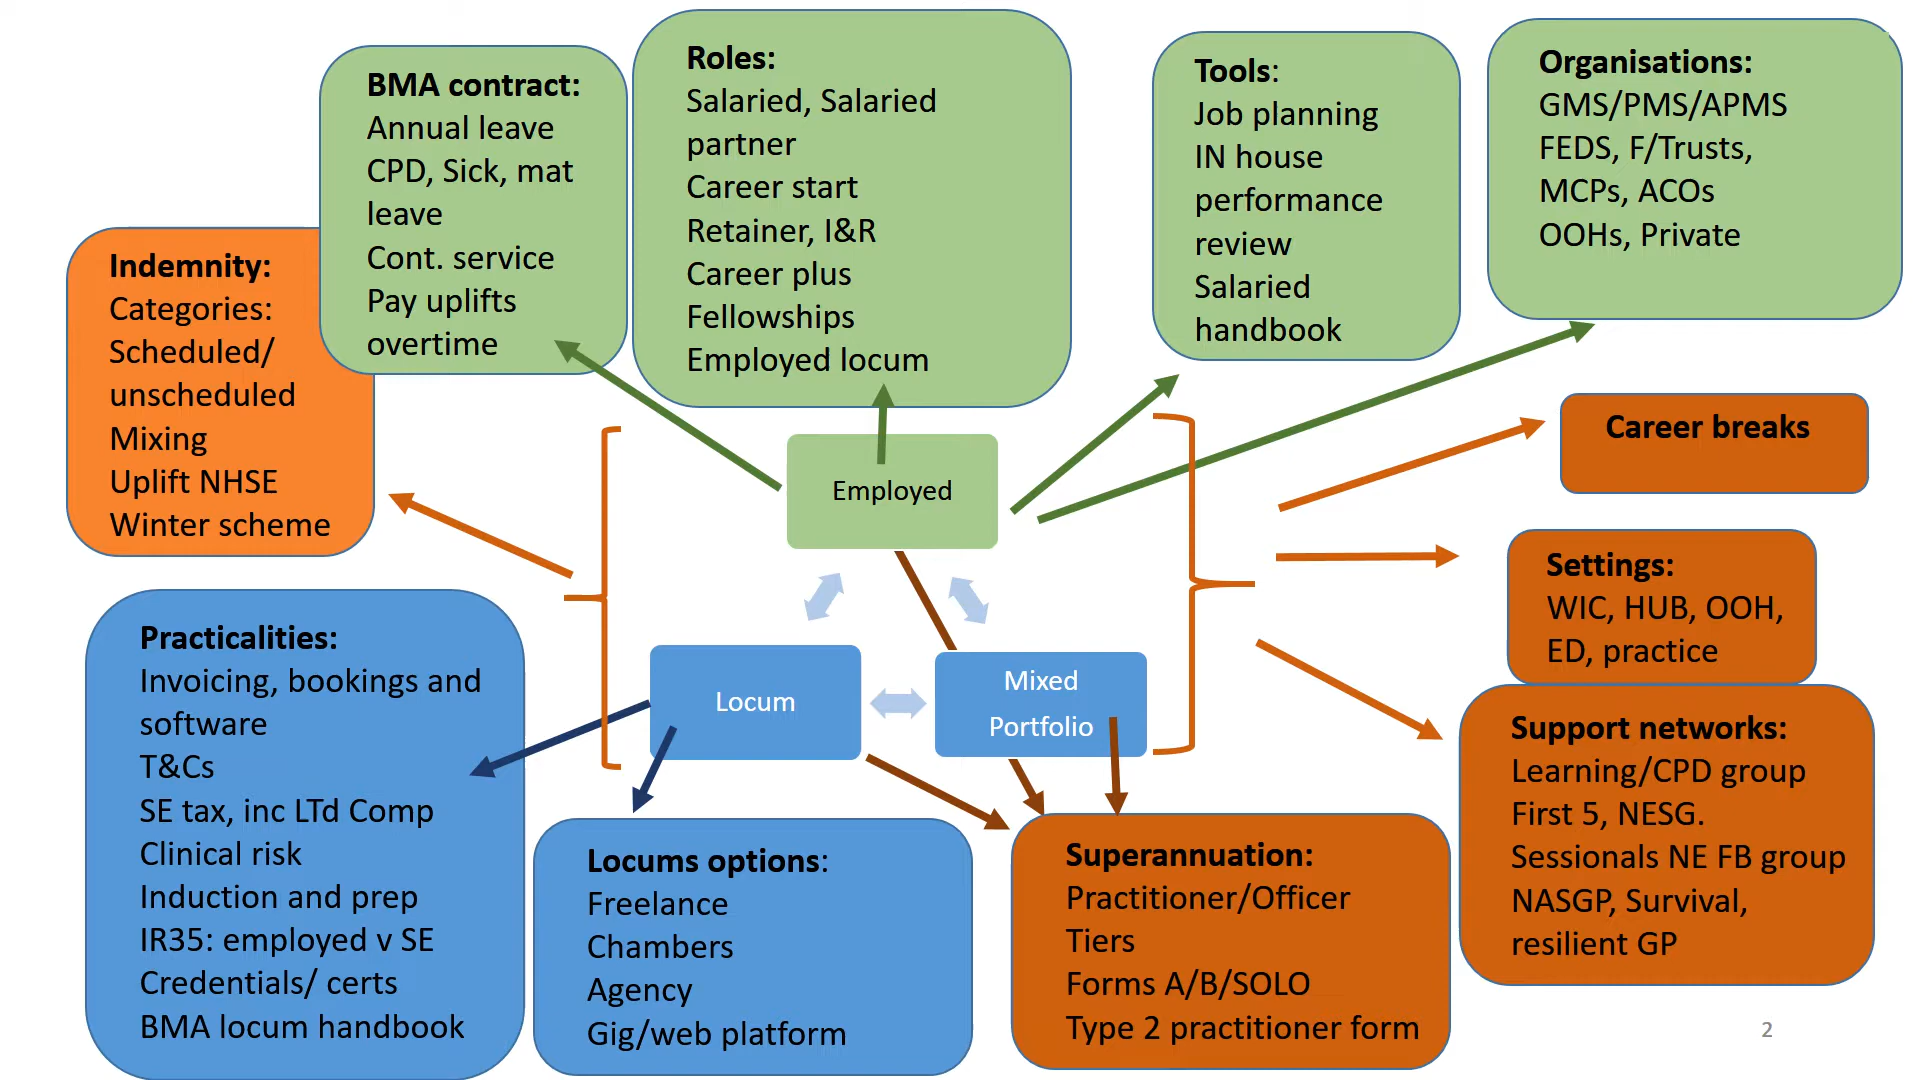 BMA contract:
Annual leave
CPD, Sick, mat
leave
Cont. service
Pay uplifts
overtime
Roles:
Salaried, Salaried
partner
Career start
Retainer, I&R
Career plus
Fellowships
Employed locum
Tools:
Job planning
IN house
performance
review
Salaried
handbook
Organisations:
GMS/PMS/APMS
FEDS, F/Trusts,
MCPs, ACOs
OOHs, Private
Indemnity:
Categories:
Scheduled/
unscheduled
Mixing
Uplift NHSE
Winter scheme
Employed
Career breaks
Settings:
WIC, HUB, OOH,
ED, practice
Locum
Mixed
Portfolio
Practicalities:
Invoicing, bookings and
software
T&Cs
SE tax, inc LTd Comp
Clinical risk
Induction and prep
IR35: employed v SE
Credentials/ certs
BMA locum handbook
Locums options:
Freelance
Chambers
Agency
Gig/web platform
Superannuation:
Practitioner/Officer
Tiers
Forms A/B/SOLO
Type 2 practitioner form
Support networks:
Learning/CPD group
First 5, NESG.
Sessionals NE FB group
NASGP, Survival,
resilient GP
2